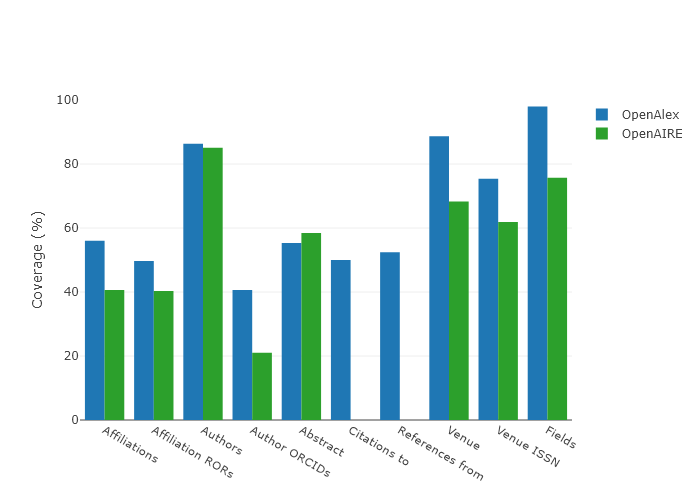 100
80
60
40
20
0
Coverage (%)
Affiliations
Affiliation RORs
Authors
Author ORCIDs
Abstract
Citations to
References from
Venue
Venue ISSN
Fields
OpenAlex
OpenAIRE